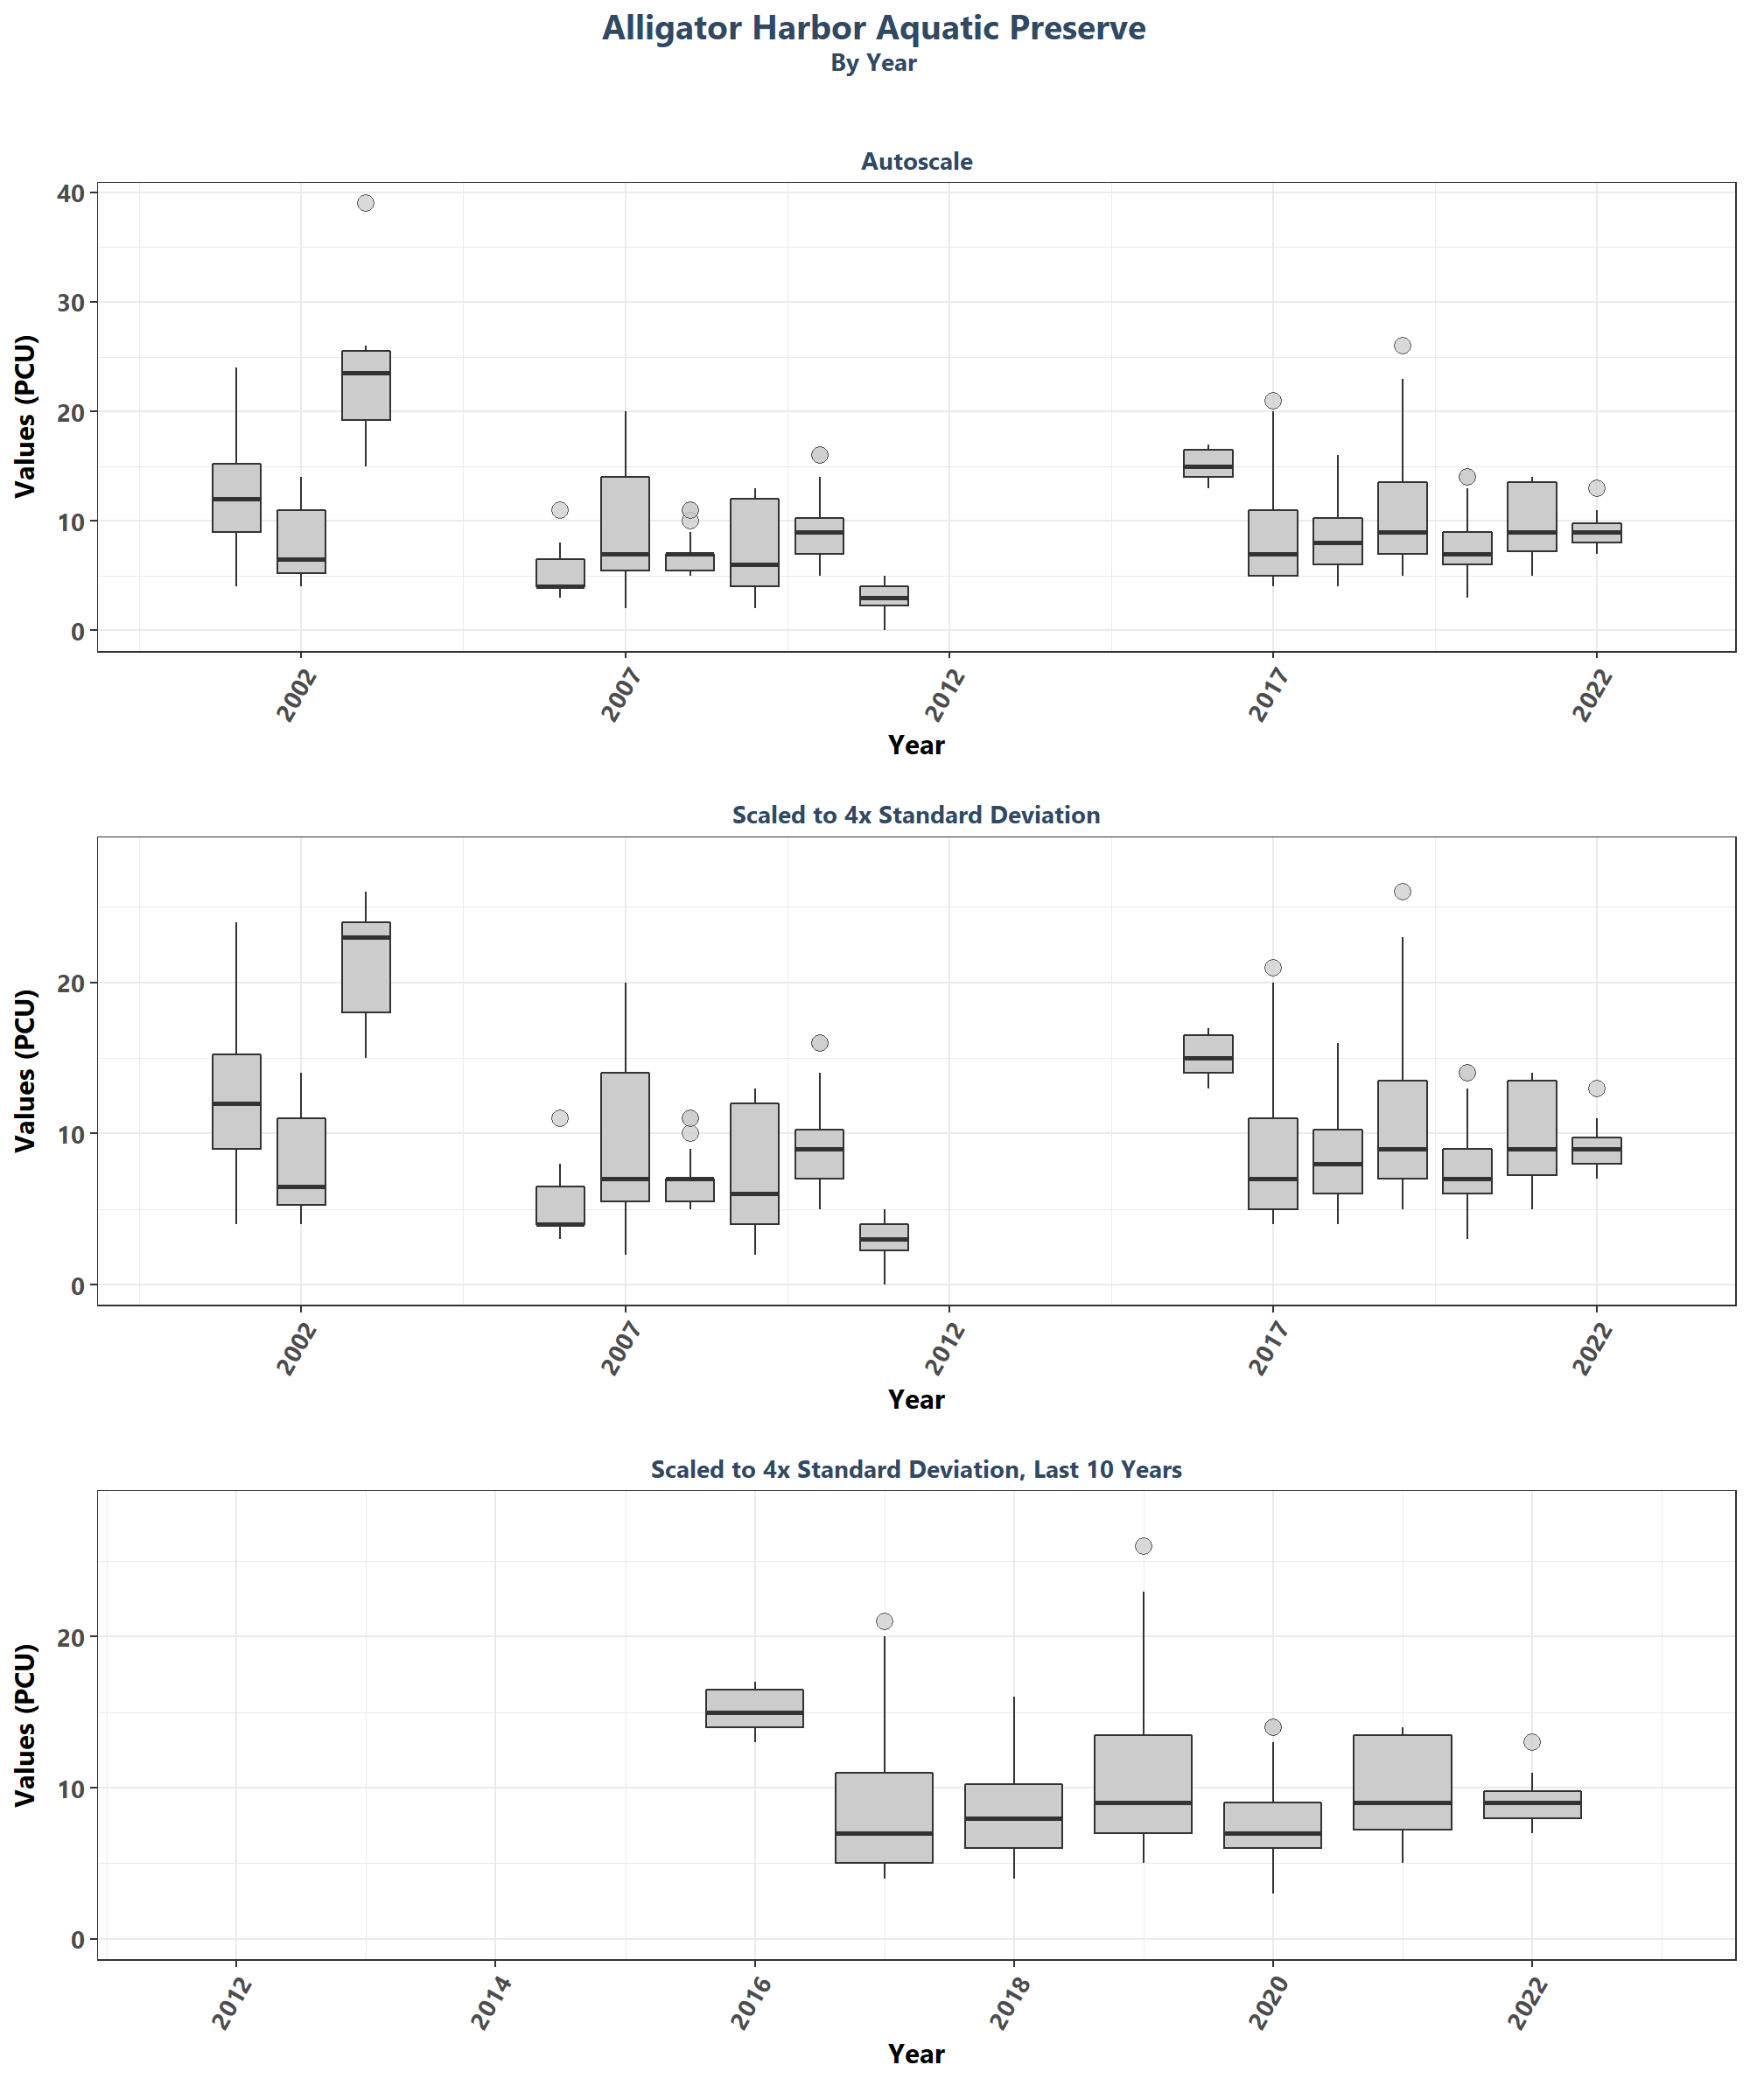 Alligator Harbor Aquatic Preserve
By Year
Autoscale
Values (PCU)
40
30
20
10
0
2002
2007
2012
2017
2022
Year
Scaled to 4x Standard Deviation
Values (PCU)
20
10
0
2002
2007
2012
2017
2022
Year
Scaled to 4x Standard Deviation, Last 10 Years
Values (PCU)
20
10
0
2012
2014
2016
2018
2020
2022
Year